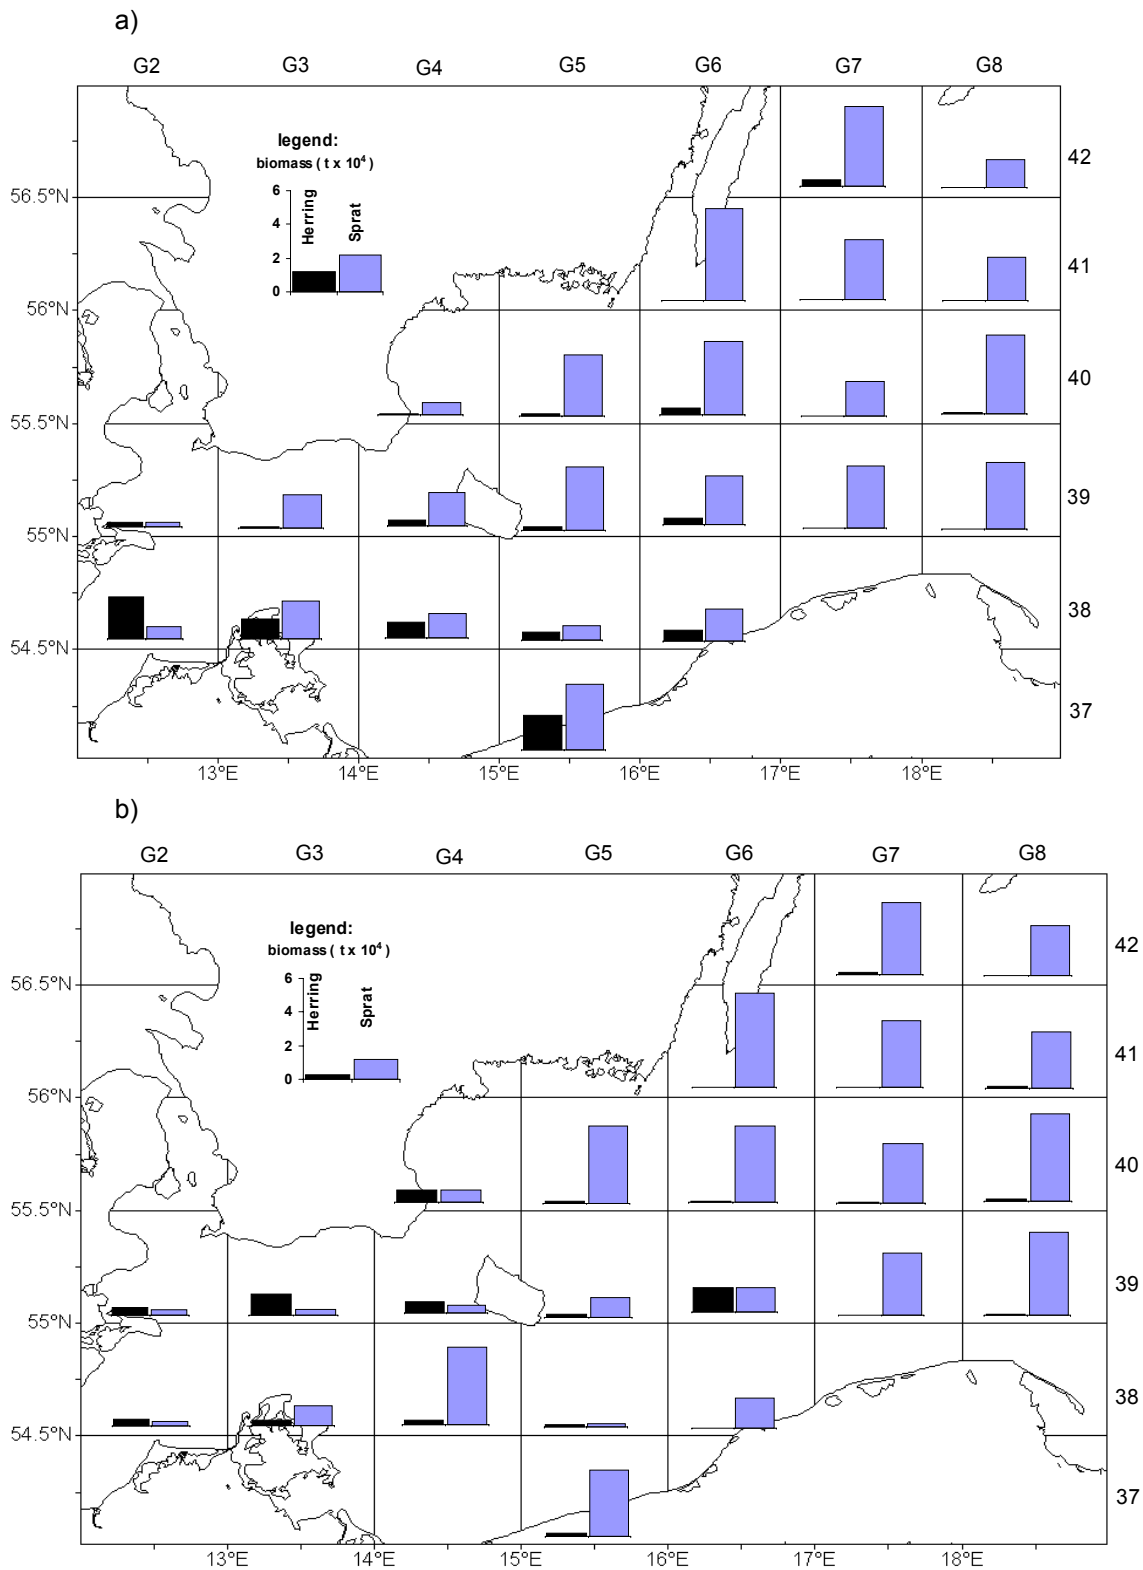 a)
G2 G3 G4 G5 G6 G7 G8
legend:
biomass ( t x 10⁴)
6
4
2
0
Herring
Sprat
42
56.5°N
41
56°N
40
55.5°N
39
55°N
38
54.5°N
37
13°E 14°E 15°E 16°E 17°E 18°E
b)
G2 G3 G4 G5 G6 G7 G8
legend:
biomass ( t x 10⁴)
6
4
2
0
Herring
Sprat
42
56.5°N
41
56°N
40
55.5°N
39
55°N
38
54.5°N
37
13°E 14°E 15°E 16°E 17°E 18°E